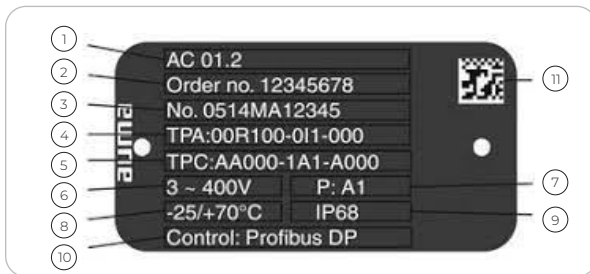 1 AC 01.2
2 Order no. 12345678
3 No. 0514MA12345
4 TPA:00R100-0I1-000
5 TPC:AA000-1A1-A000
6 3 ~ 400V P: A1 7
8 -25/+70°C IP68 9
10 Control: Profibus DP
11
auma